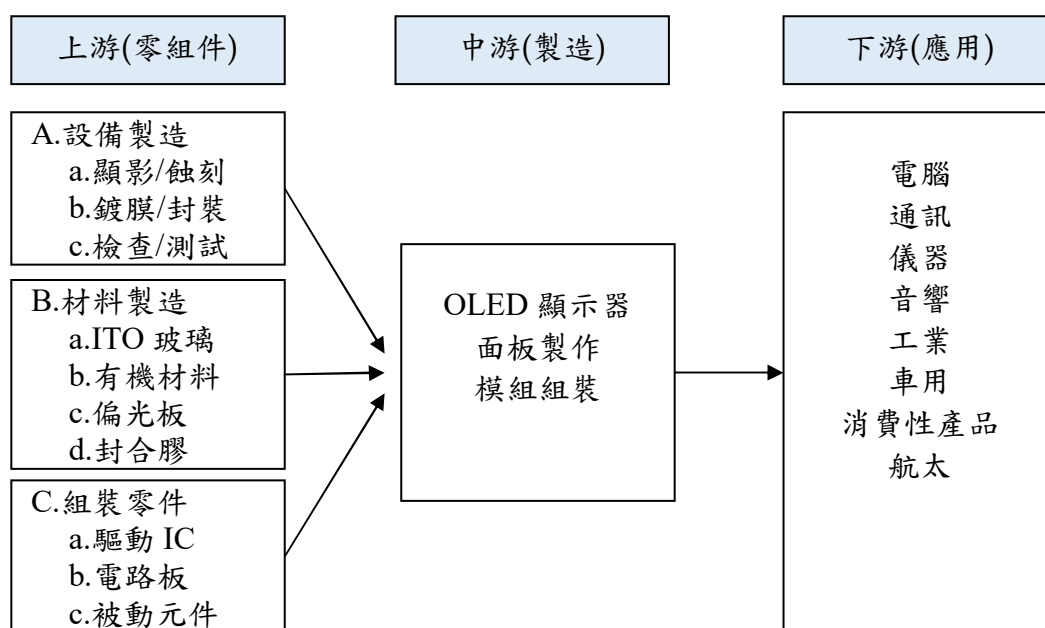 上游(零組件)
中游(製造)
下游(應用)
A.設備製造
a.顯影/蝕刻
b.鍍膜/封裝
c.檢查/測試
B.材料製造
a.ITO 玻璃
b.有機材料
c.偏光板
d.封合膠
C.組裝零件
a.驅動 IC
b.電路板
c.被動元件
OLED 顯示器
面板製作
模組組裝
電腦
通訊
儀器
音響
工業
車用
消費性產品
航太